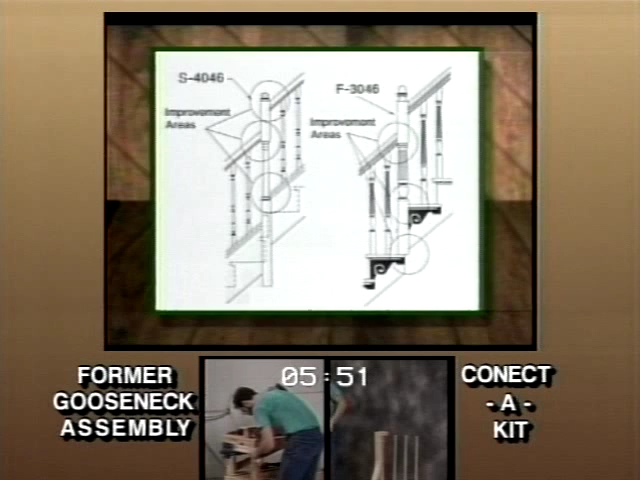 S-4046
Improvement
Areas
F-3046
Improvement
Areas
05:51
FORMER
GOOSENECK
ASSEMBLY
CONECT
- A -
KIT